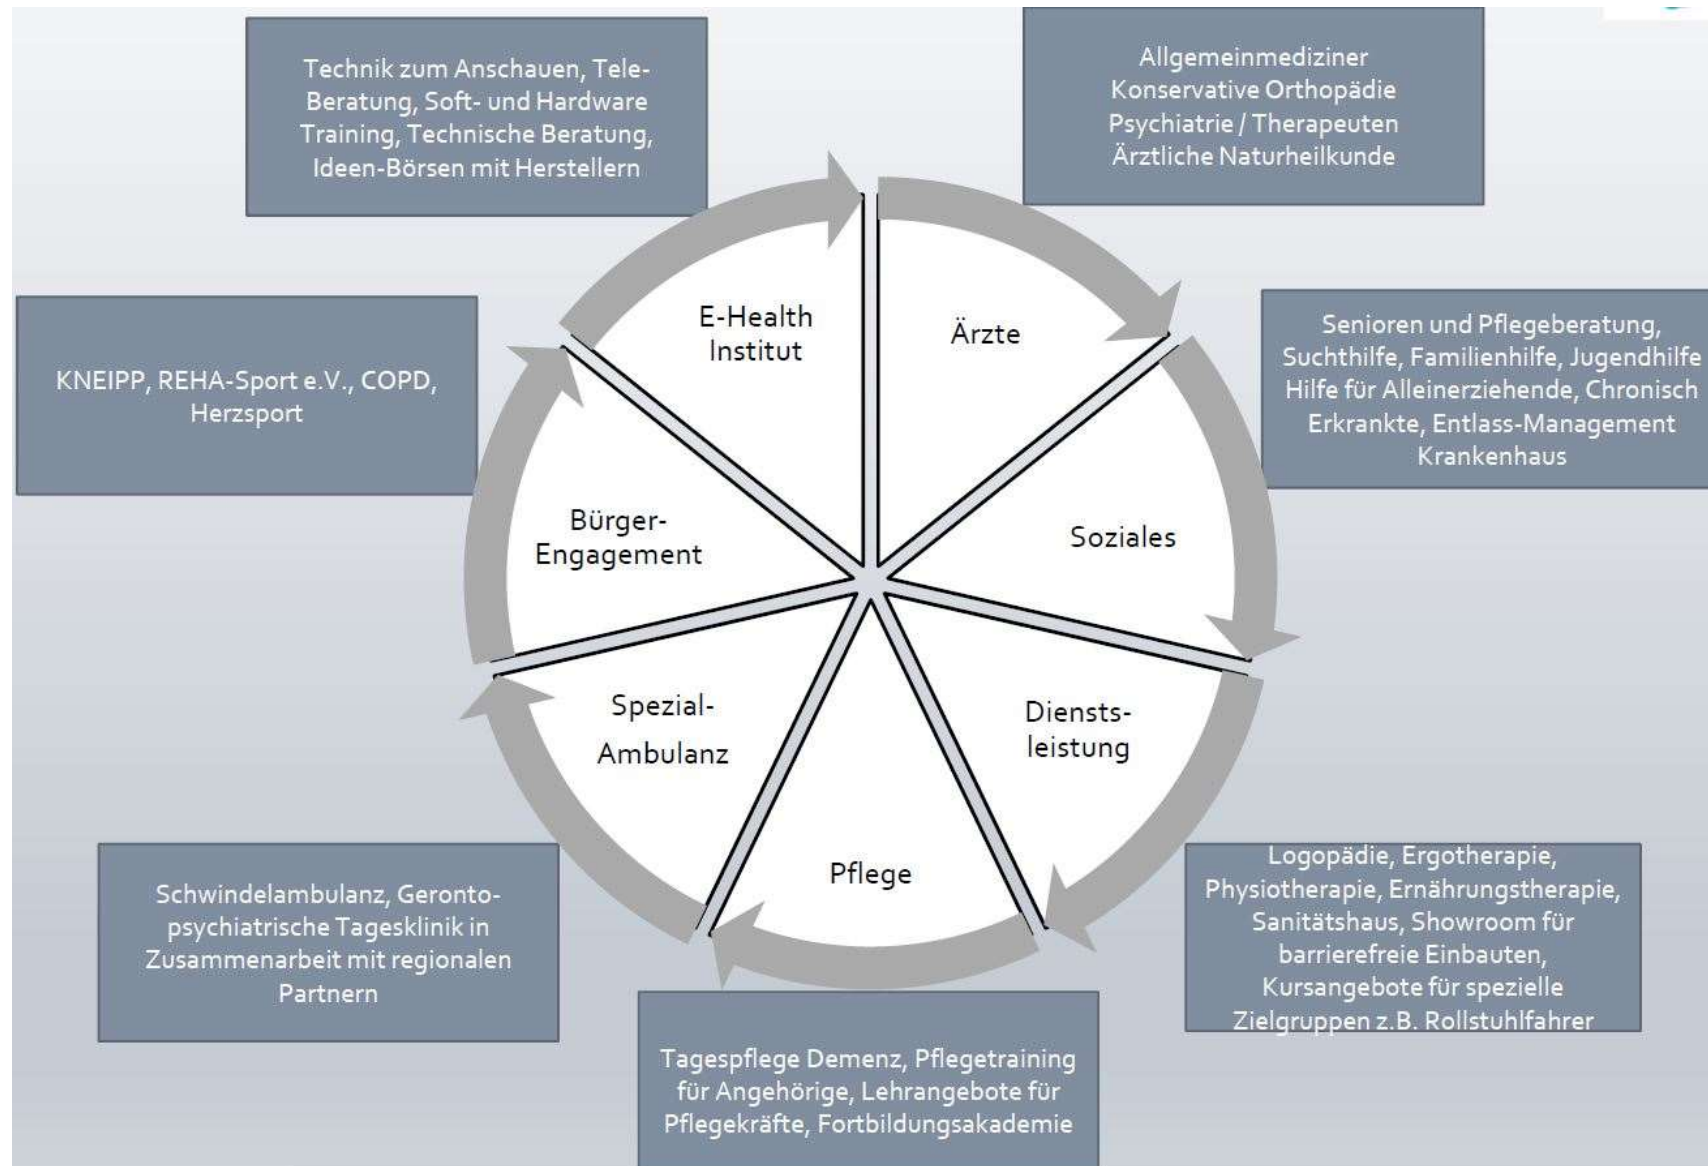 Technik zum Anschauen, Tele-
Beratung, Soft- und Hardware
Training, Technische Beratung,
Ideen-Börsen mit Herstellern
Allgemeinmediziner
Konservative Orthopädie
Psychiatrie / Therapeuten
Ärztliche Naturheilkunde
E-Health
Institut
Ärzte
KNEIPP, REHA-Sport e.V., COPD,
Herzsport
Senioren und Pflegeberatung,
Suchthilfe, Familienhilfe, Jugendhilfe
Hilfe für Alleinerziehende, Chronisch
Erkrankte, Entlass-Management
Krankenhaus
Bürger-
Engagement
Soziales
Spezial-
Ambulanz
Diensts-
leistung
Pflege
Schwindelambulanz, Geronto-
psychiatrische Tagesklinik in
Zusammenarbeit mit regionalen
Partnern
Logopädie, Ergotherapie,
Physiotherapie, Ernährungstherapie,
Sanitätshaus, Showroom für
barrierefreie Einbauten,
Kursangebote für spezielle
Zielgruppen z.B. Rollstuhlfahrer
Tagespflege Demenz, Pflegetraining
für Angehörige, Lehrangebote für
Pflegekräfte, Fortbildungsakademie